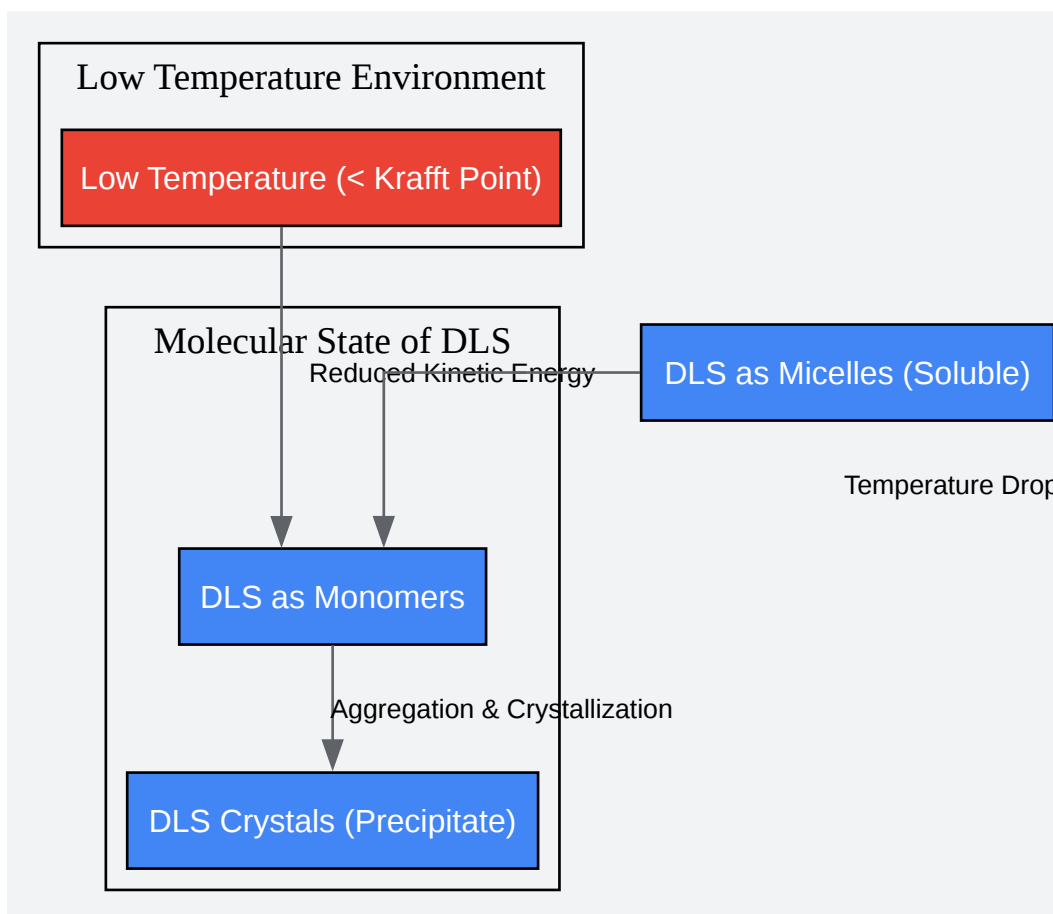 Low Temperature Environment
Low Temperature (< Krafft Point)
Molecular State of DLS
Reduced Kinetic Energy
DLS as Micelles (Soluble)
Temperature Drop
DLS as Monomers
Aggregation & Crystallization
DLS Crystals (Precipitate)